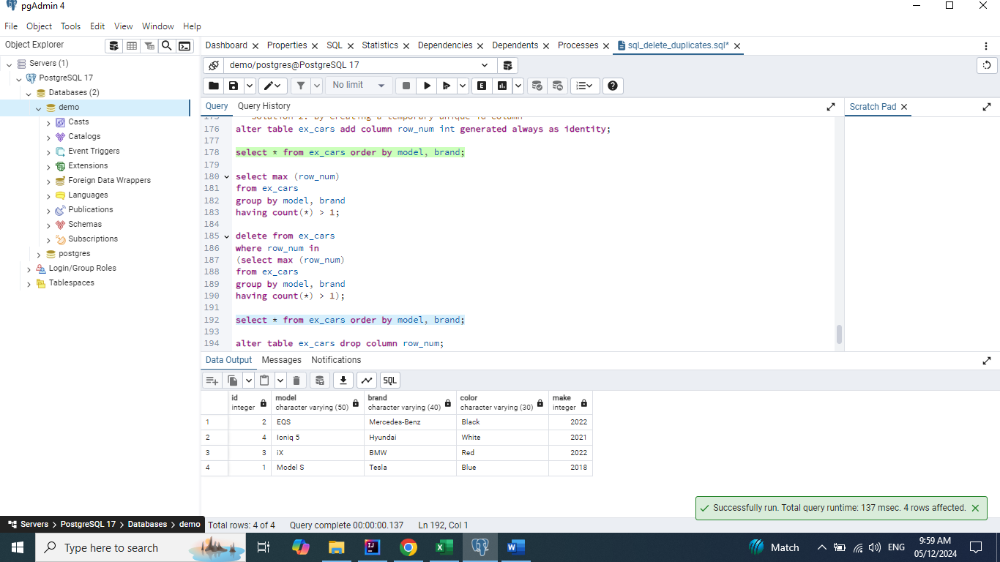 pgAdmin 4
File Object Tools Edit View Window Help
Object Explorer
Dashboard Properties SQL Statistics Dependencies Dependents Processes sql_delete_duplicates.sql*
Servers (1)
PostgreSQL 17
Databases (2)
demo
Casts
Catalogs
Event Triggers
Extensions
Foreign Data Wrappers
Languages
Publications
Schemas
Subscriptions
postgres
Login/Group Roles
Tablespaces
demo/postgres@PostgreSQL 17
No limit
E
Query Query History
Scratch Pad
175 Solution 2: By creating a temporary unique id column
176 alter table ex_cars add column row_num int generated always as identity;
177
178 select * from ex_cars order by model, brand;
179
180 select max (row_num)
181 from ex_cars
182 group by model, brand
183 having count(*) > 1;
184
185 delete from ex_cars
186 where row_num in
187 (select max (row_num)
188 from ex_cars
189 group by model, brand
190 having count(*) > 1);
191
192 select * from ex_cars order by model, brand;
193
194 alter table ex_cars drop column row_num;
Data Output Messages Notifications
SQL
id model brand color make
integer character varying (50) character varying (40) character varying (30) integer
1 2 EQS Mercedes-Benz Black 2022
2 4 Ioniq 5 Hyundai White 2021
3 3 iX BMW Red 2022
4 1 Model S Tesla Blue 2018
Successfully run. Total query runtime: 137 msec. 4 rows affected.
Servers > PostgreSQL 17 > Databases > demo
Total rows: 4 of 4 Query complete 00:00:00.137 Ln 192, Col 1
Type here to search
Match
ENG
9:59 AM
05/12/2024